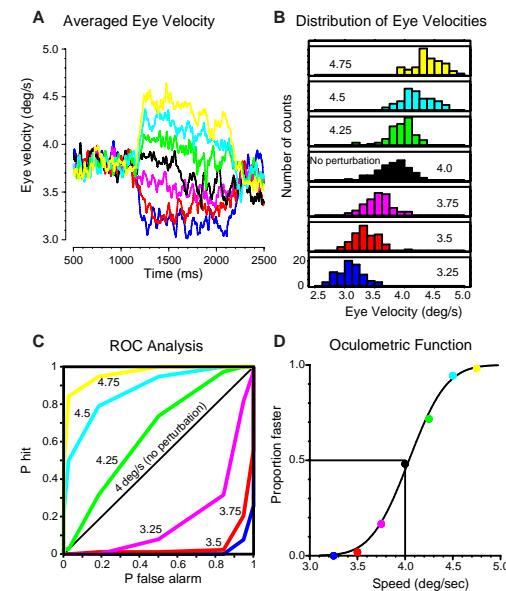 A Averaged Eye Velocity
5.0
4.5
4.0
3.5
3.0
Eye velocity (deg/s)
500 1000 1500 2000 2500
Time (ms)
B Distribution of Eye Velocities
4.75
4.5
4.25
No perturbation 4.0
3.75
3.5
3.25
20
0
Number of counts
2.5 3.0 3.5 4.0 4.5 5.0
Eye Velocity (deg/s)
C ROC Analysis
1
0.8
0.6
0.4
0.2
0
P hit
4.75
4.5
4.25
4 deg/s (no perturbation)
3.25
3.75
3.5
0 0.2 0.4 0.6 0.8 1
P false alarm
D Oculometric Function
1.0
0.5
0.0
Proportion faster
3.0 3.5 4.0 4.5 5.0
Speed (deg/sec)